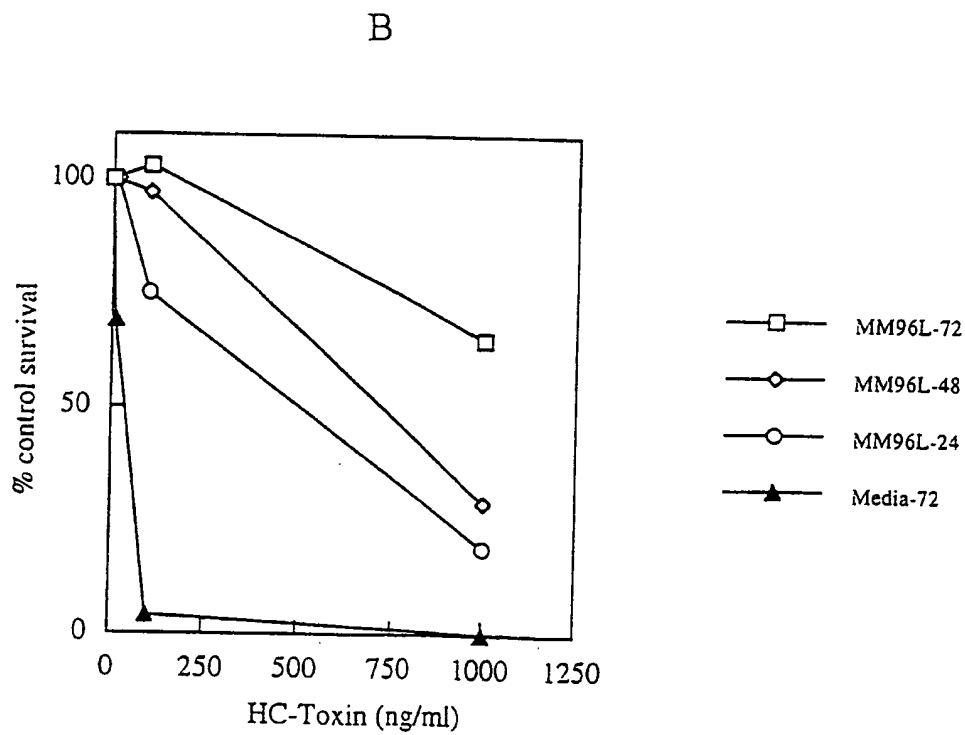 B
100
50
0
% control survival
0 250 500 750 1000 1250
HC-Toxin (ng/ml)
MM96L-72
MM96L-48
MM96L-24
Media-72